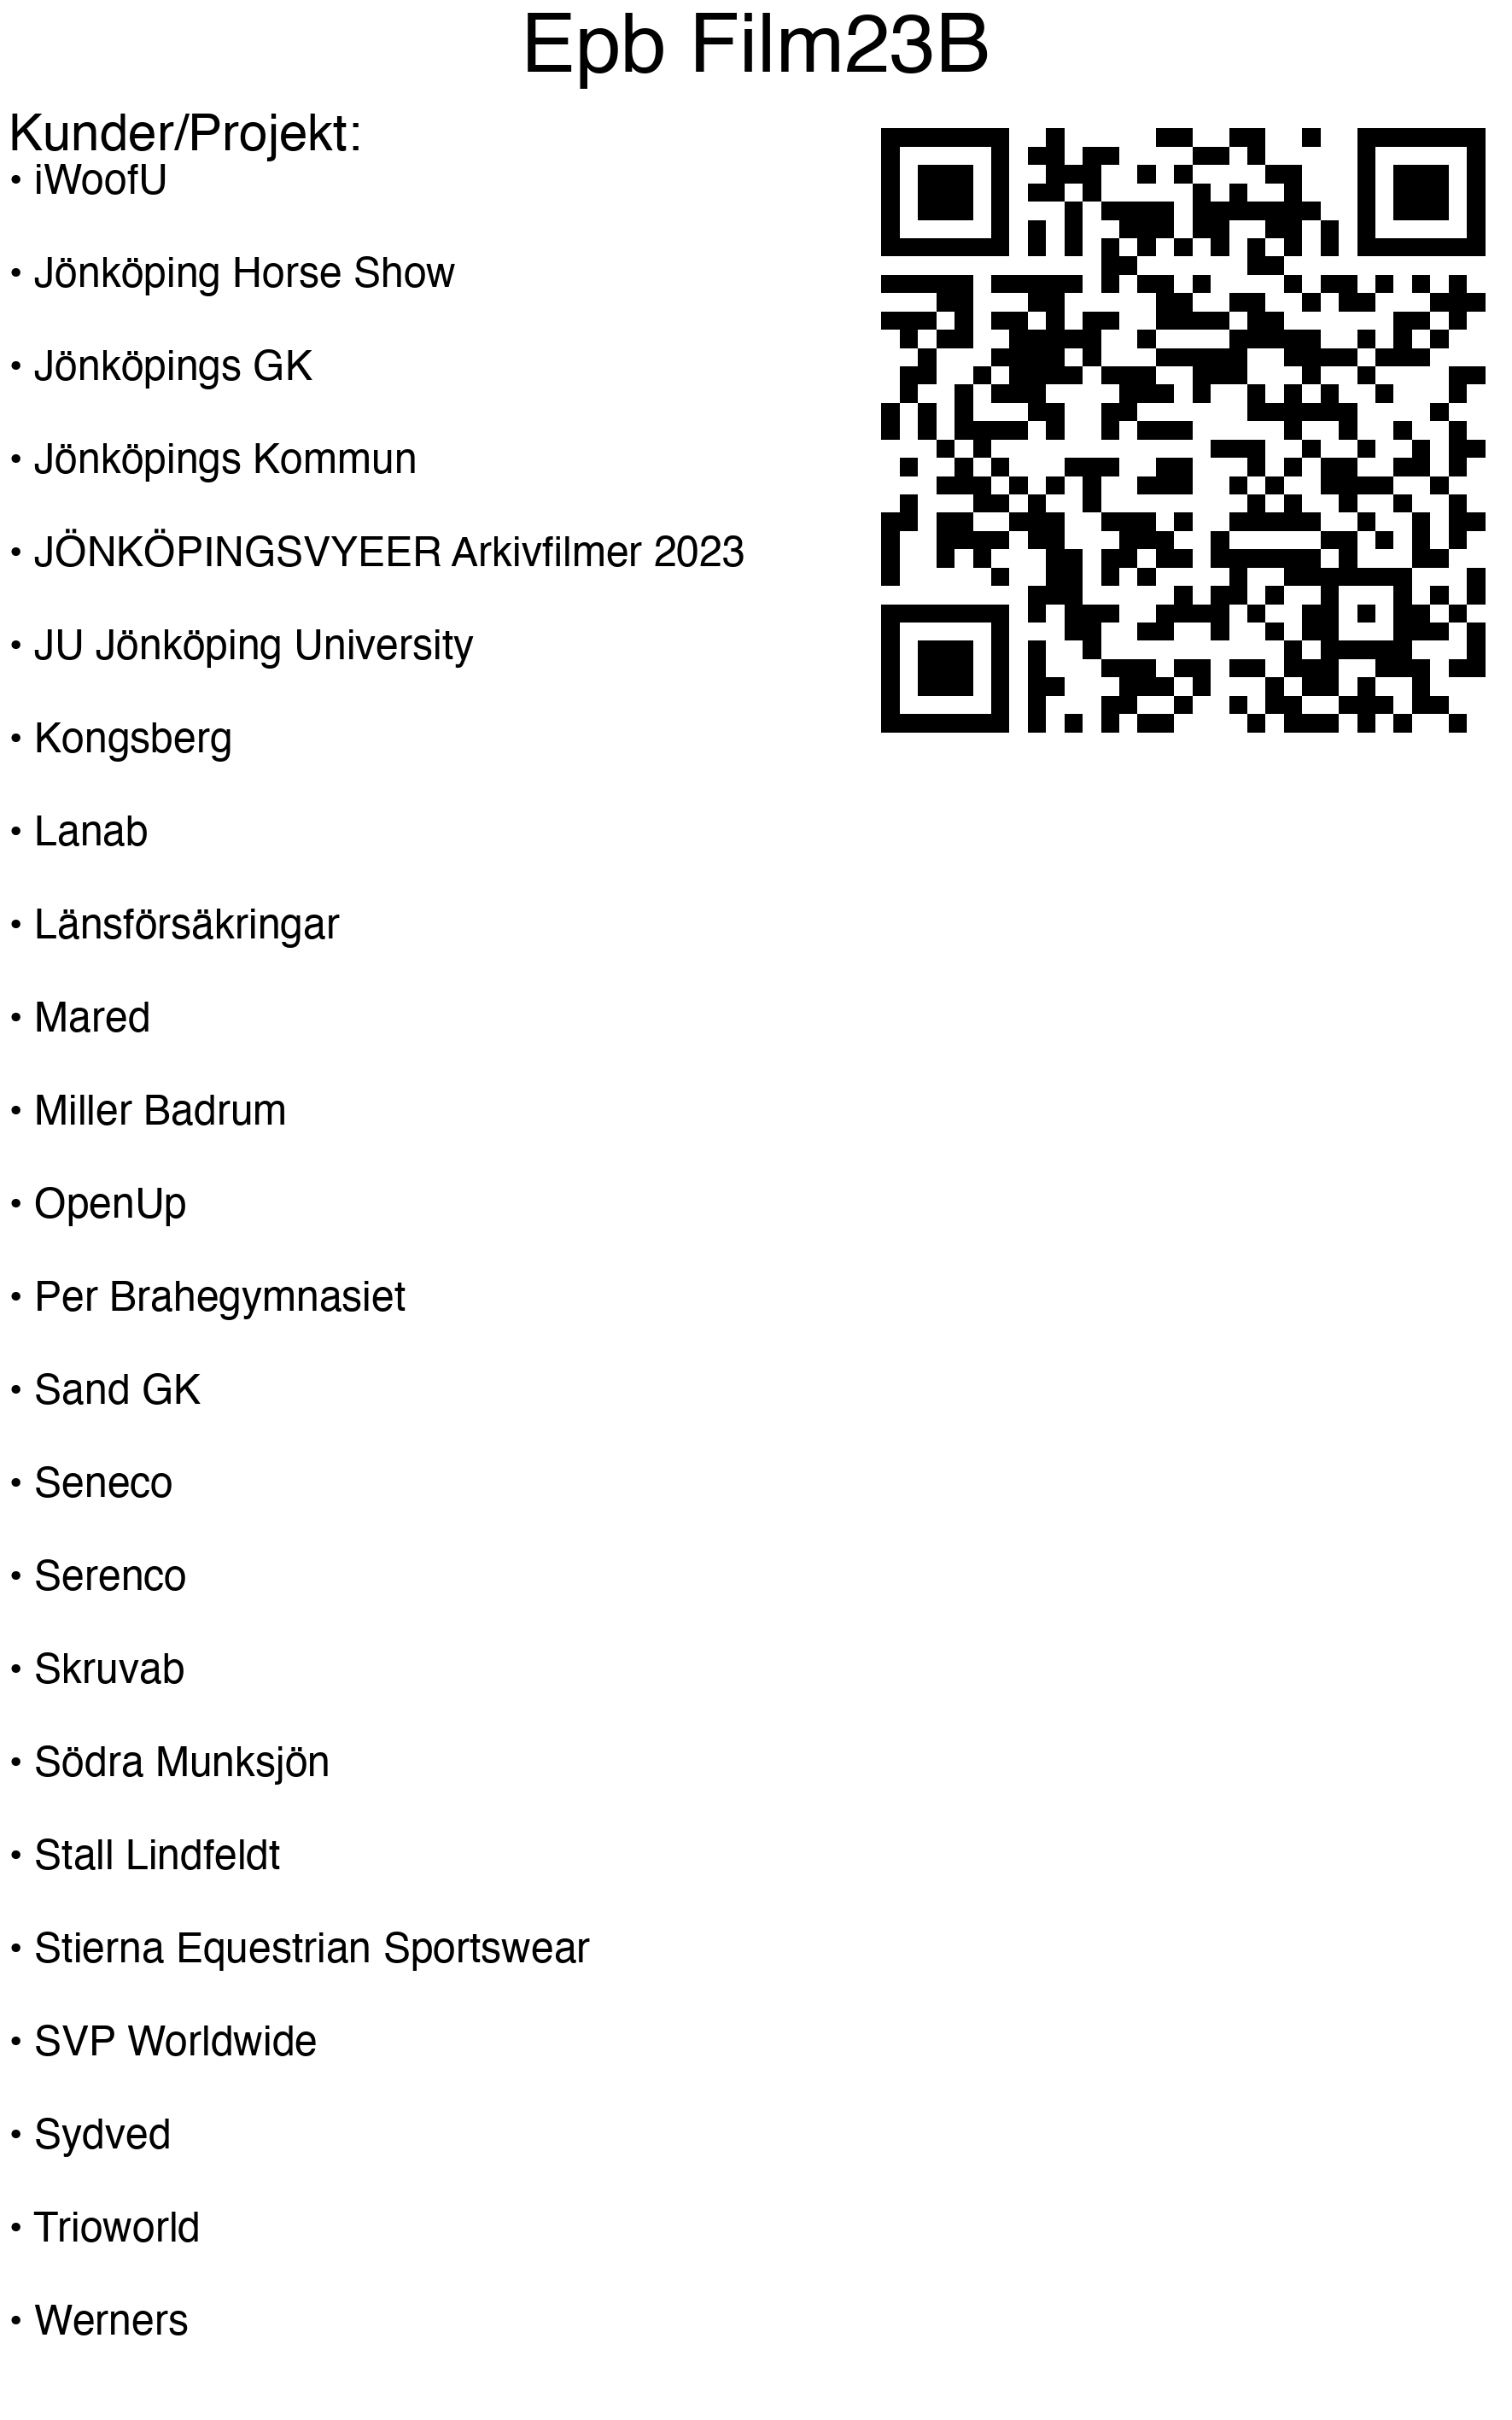 Epb Film23B
Kunder/Projekt:
• iWoofU
• Jönköping Horse Show
• Jönköpings GK
• Jönköpings Kommun
• JÖNKÖPINGSVYEER Arkivfilmer 2023
• JU Jönköping University
• Kongsberg
• Lanab
• Länsförsäkringar
• Mared
• Miller Badrum
• OpenUp
• Per Brahegymnasiet
• Sand GK
• Seneco
• Serenco
• Skruvab
• Södra Munksjön
• Stall Lindfeldt
• Stierna Equestrian Sportswear
• SVP Worldwide
• Sydved
• Trioworld
• Werners